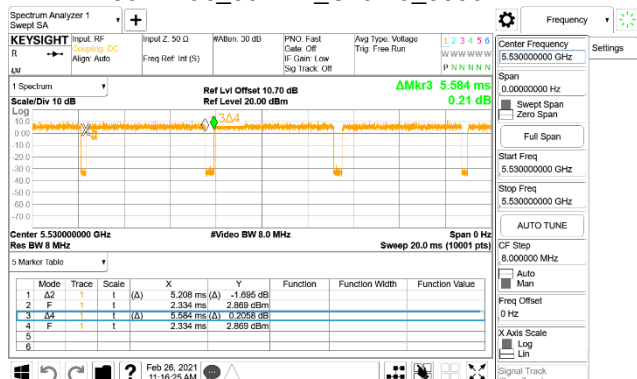 Spectrum Analyzer 1
Swept SA
+
Frequency
KEYSIGHT
R
Input: RF
Coupling: DC
Align: Auto
Input Z: 50 Ω
Freq Ref: Int (S)
#Atten: 30 dB
PNO: Fast
Gate: Off
IF Gain: Low
Sig Track: Off
Avg Type: Voltage
Trig: Free Run
1 2 3 4 5 6
W W W W W W
P N N N N N
1 Spectrum
Scale/Div 10 dB
Ref Lvl Offset 10.70 dB
Ref Level 20.00 dBm
ΔMkr3 5.584 ms
0.21 dB
Log
10.0
0.00
-10.0
-20.0
-30.0
-40.0
-50.0
-60.0
-70.0
3Δ4
Center 5.530000000 GHz
Res BW 8 MHz
#Video BW 8.0 MHz
Span 0 Hz
Sweep 20.0 ms (10001 pts)
5 Marker Table
Mode Trace Scale X Y Function Function Width Function Value
1 Δ2 1 t (Δ) 5.208 ms (Δ) -1.695 dB
2 F 1 t 2.334 ms 2.869 dBm
3 Δ4 1 t (Δ) 5.584 ms (Δ) 0.2058 dB
4 F 1 t 2.334 ms 2.869 dBm
5
6
Feb 26, 2021
11:16:25 AM
?
Center Frequency
5.530000000 GHz
Settings
Span
0.00000000 Hz
Swept Span
Zero Span
Full Span
Start Freq
5.530000000 GHz
Stop Freq
5.530000000 GHz
AUTO TUNE
CF Step
8.000000 MHz
Auto
Man
Freq Offset
0 Hz
X Axis Scale
Log
Lin
Signal Track